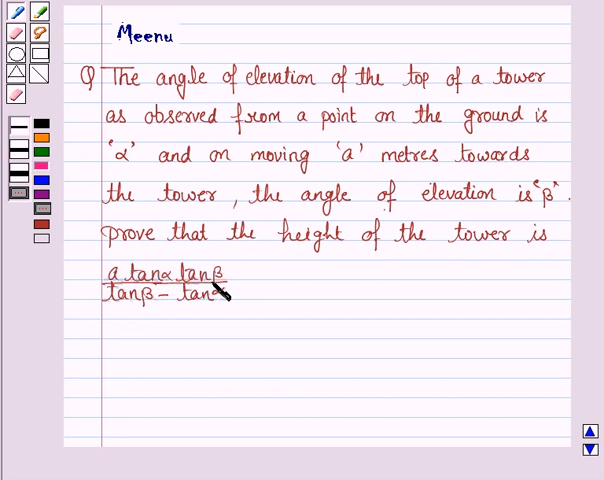 Meenu
Q The angle of elevation of the top of a tower
as observed from a point on the ground is
'α' and on moving 'a' metres towards
the tower, the angle of elevation is 'β'.
prove that the height of the tower is
a tanα tanβ
tanβ - tanα